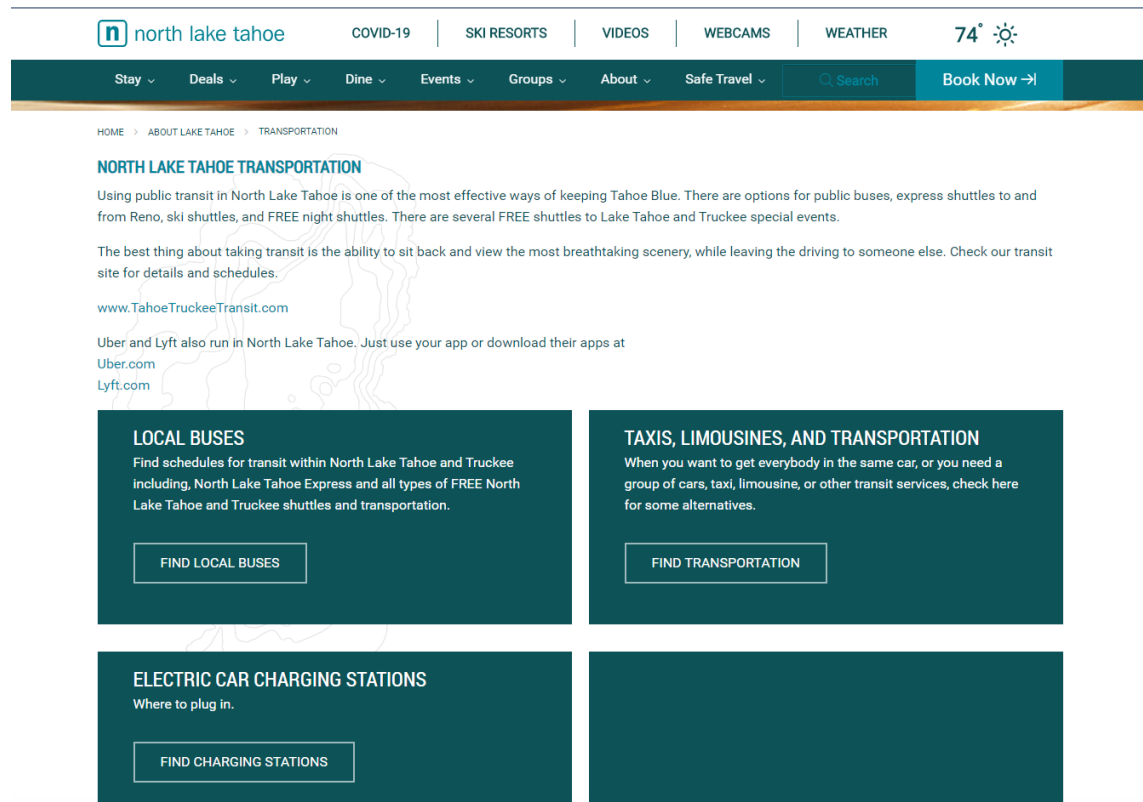 n north lake tahoe
COVID-19
SKI RESORTS
VIDEOS
WEBCAMS
WEATHER
74°
Stay
Deals
Play
Dine
Events
Groups
About
Safe Travel
Search
Book Now
HOME > ABOUT LAKE TAHOE > TRANSPORTATION
NORTH LAKE TAHOE TRANSPORTATION
Using public transit in North Lake Tahoe is one of the most effective ways of keeping Tahoe Blue. There are options for public buses, express shuttles to and
from Reno, ski shuttles, and FREE night shuttles. There are several FREE shuttles to Lake Tahoe and Truckee special events.
The best thing about taking transit is the ability to sit back and view the most breathtaking scenery, while leaving the driving to someone else. Check our transit
site for details and schedules.
www.TahoeTruckeeTransit.com
Uber and Lyft also run in North Lake Tahoe. Just use your app or download their apps at
Uber.com
Lyft.com
LOCAL BUSES
Find schedules for transit within North Lake Tahoe and Truckee
including, North Lake Tahoe Express and all types of FREE North
Lake Tahoe and Truckee shuttles and transportation.
FIND LOCAL BUSES
TAXIS, LIMOUSINES, AND TRANSPORTATION
When you want to get everybody in the same car, or you need a
group of cars, taxi, limousine, or other transit services, check here
for some alternatives.
FIND TRANSPORTATION
ELECTRIC CAR CHARGING STATIONS
Where to plug in.
FIND CHARGING STATIONS